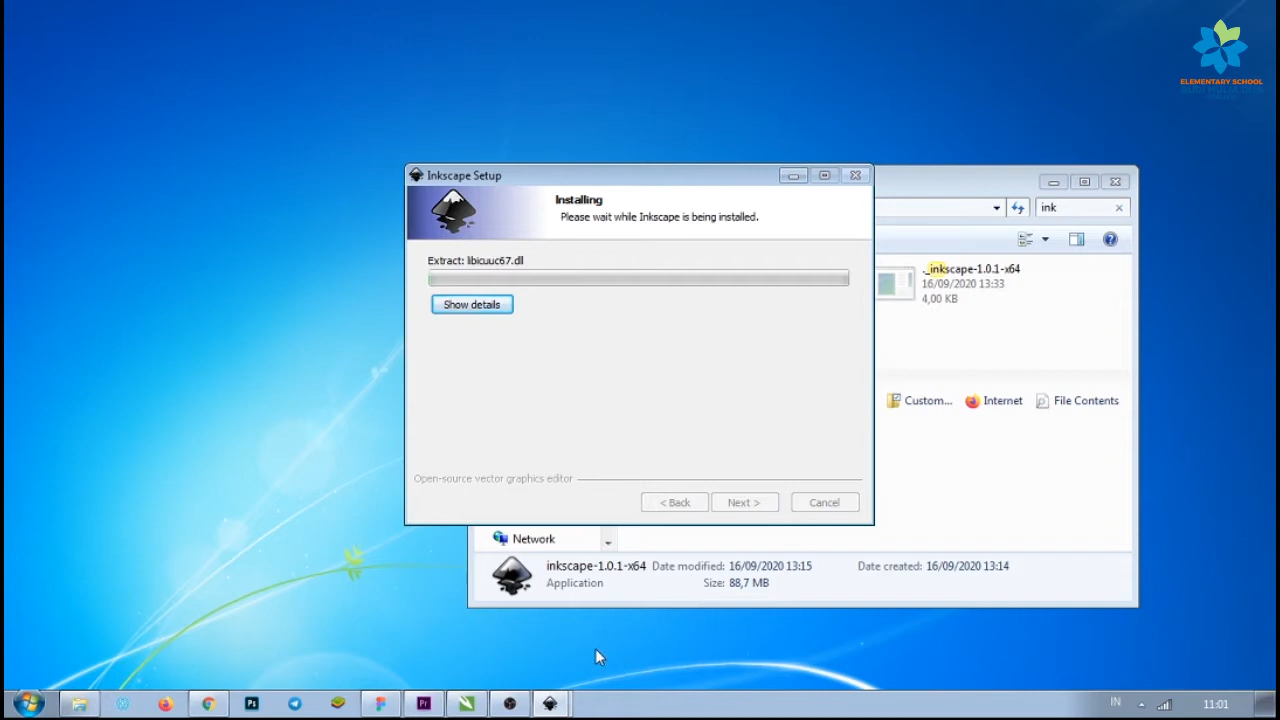 ELEMENTARY SCHOOL
Inkscape Setup
Installing
Please wait while Inkscape is being installed.
Extract: libicuuc67.dl
Show details
Open-source vector graphics editor
< Back
Next >
Cancel
ink
._inkscape-1.0.1-x64
16/09/2020 13:33
4,00 KB
Custom...
Internet
File Contents
Network
inkscape-1.0.1-x64 Date modified: 16/09/2020 13:15 Date created: 16/09/2020 13:14
Application Size: 88,7 MB
Ps
Pr
IN
11:01